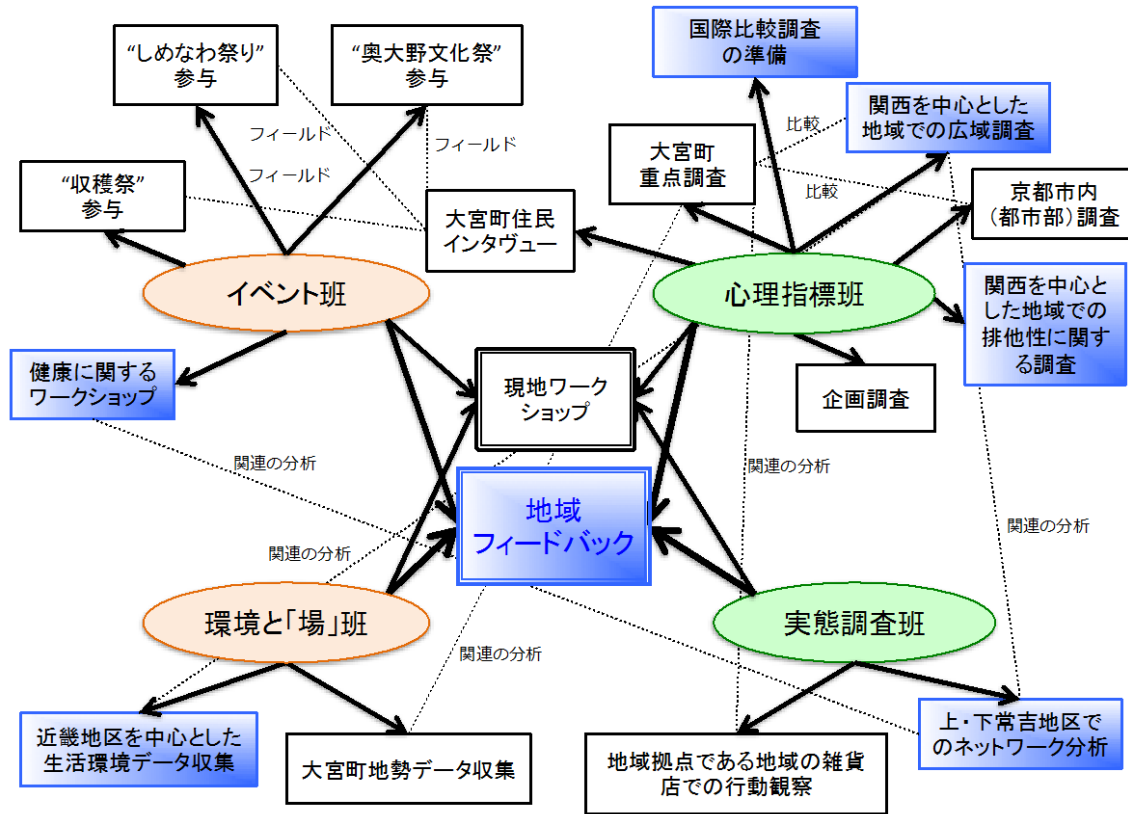 “しめなわ祭り”
参与
“奥大野文化祭”
参与
国際比較調査
の準備
関西を中心とした
地域での広域調査
フィールド
フィールド
比較
大宮町
重点調査
“収穫祭”
参与
フィールド
大宮町住民
インタヴュー
比較
京都市内
（都市部）調査
イベント班
心理指標班
関西を中心と
した地域での
排他性に関
する調査
健康に関する
ワークショップ
現地ワーク
ショップ
企画調査
関連の分析
関連の分析
関連の分析
関連の分析
地域
フィードバック
環境と「場」班
実態調査班
関連の分析
近畿地区を中心とした
生活環境データ収集
大宮町地勢データ収集
地域拠点である地域の雑貨
店での行動観察
上・下常吉地区で
のネットワーク分析